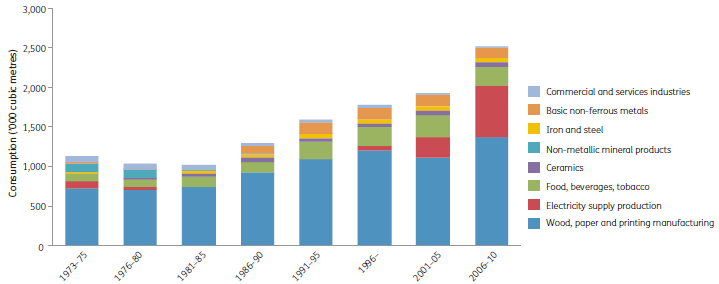 3,000
2,500
2,000
1,500
1,000
500
0
Consumption ('000 cubic metres)
1973–75
1976–80
1981–85
1986–90
1991–95
1996–
2001–05
2006–10
Commercial and services industries
Basic non-ferrous metals
Iron and steel
Non-metallic mineral products
Ceramics
Food, beverages, tobacco
Electricity supply production
Wood, paper and printing manufacturing